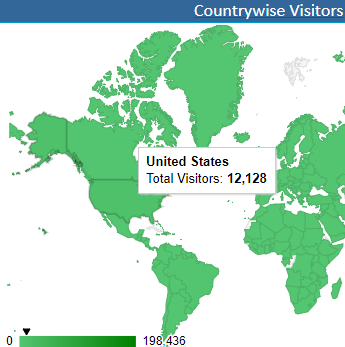 Countrywise Visitors
United States
Total Visitors: 12,128
0 198,436